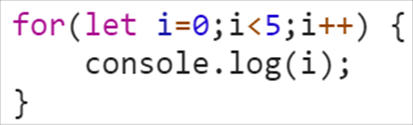 for(let i=0;i<5;i++) {
    console.log(i);
}